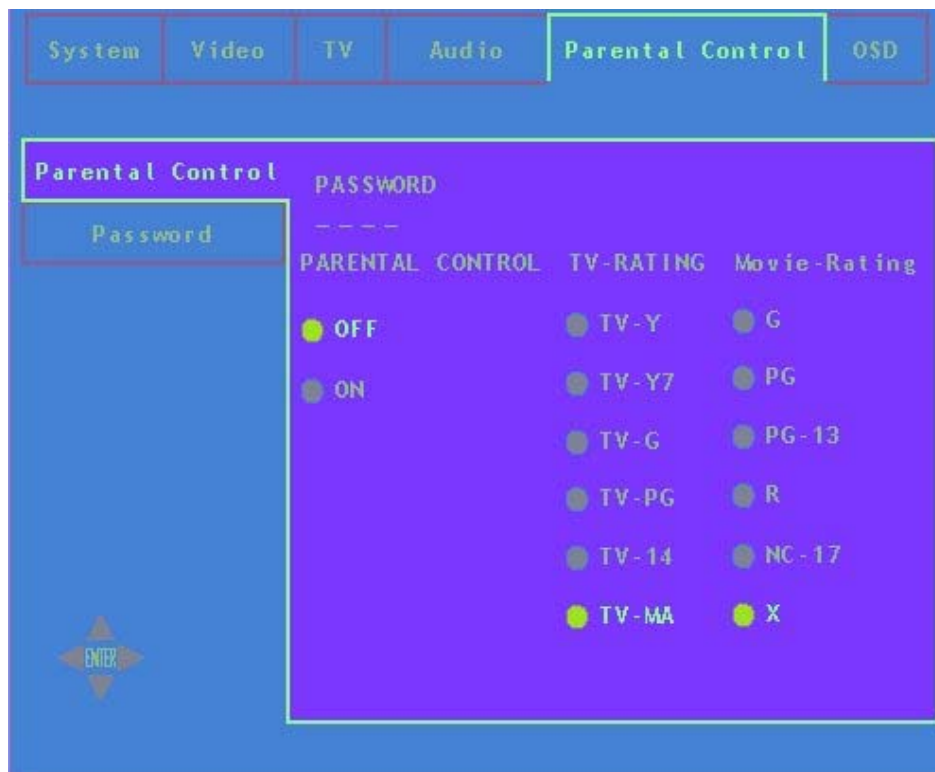 System Video TV Audio Parental Control OSD
Parental Control
Password
PASSWORD
_ _ _ _
PARENTAL CONTROL TV-RATING Movie-Rating
OFF TV-Y G
ON TV-Y7 PG
TV-G PG-13
TV-PG R
TV-14 NC-17
TV-MA X
ENTER